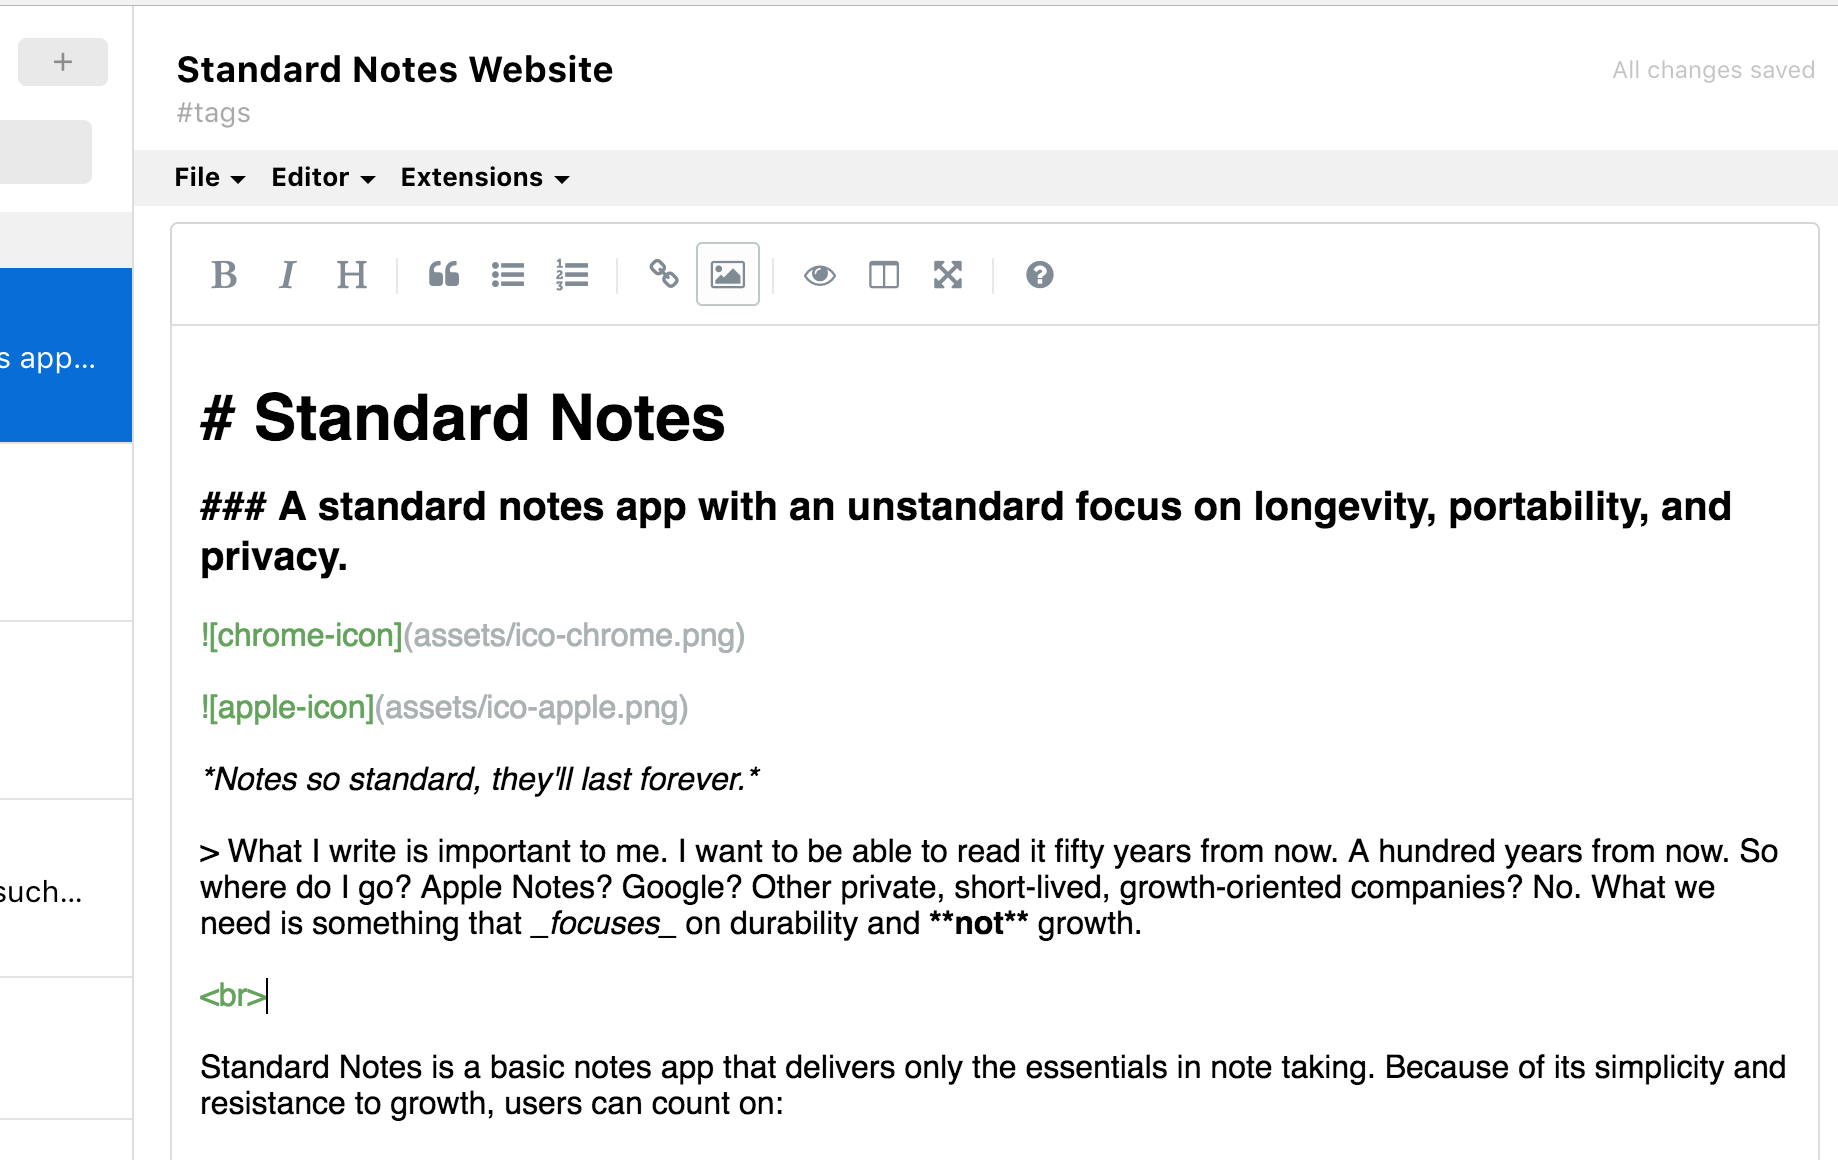 +
Standard Notes Website
All changes saved
#tags
File Editor Extensions
B I H
# Standard Notes
s app...
### A standard notes app with an unstandard focus on longevity, portability, and
privacy.
![chrome-icon](assets/ico-chrome.png)
![apple-icon](assets/ico-apple.png)
*Notes so standard, they'll last forever.*
> What I write is important to me. I want to be able to read it fifty years from now. A hundred years from now. So
where do I go? Apple Notes? Google? Other private, short-lived, growth-oriented companies? No. What we
such...
need is something that _focuses_ on durability and **not** growth.
<br>
Standard Notes is a basic notes app that delivers only the essentials in note taking. Because of its simplicity and
resistance to growth, users can count on: